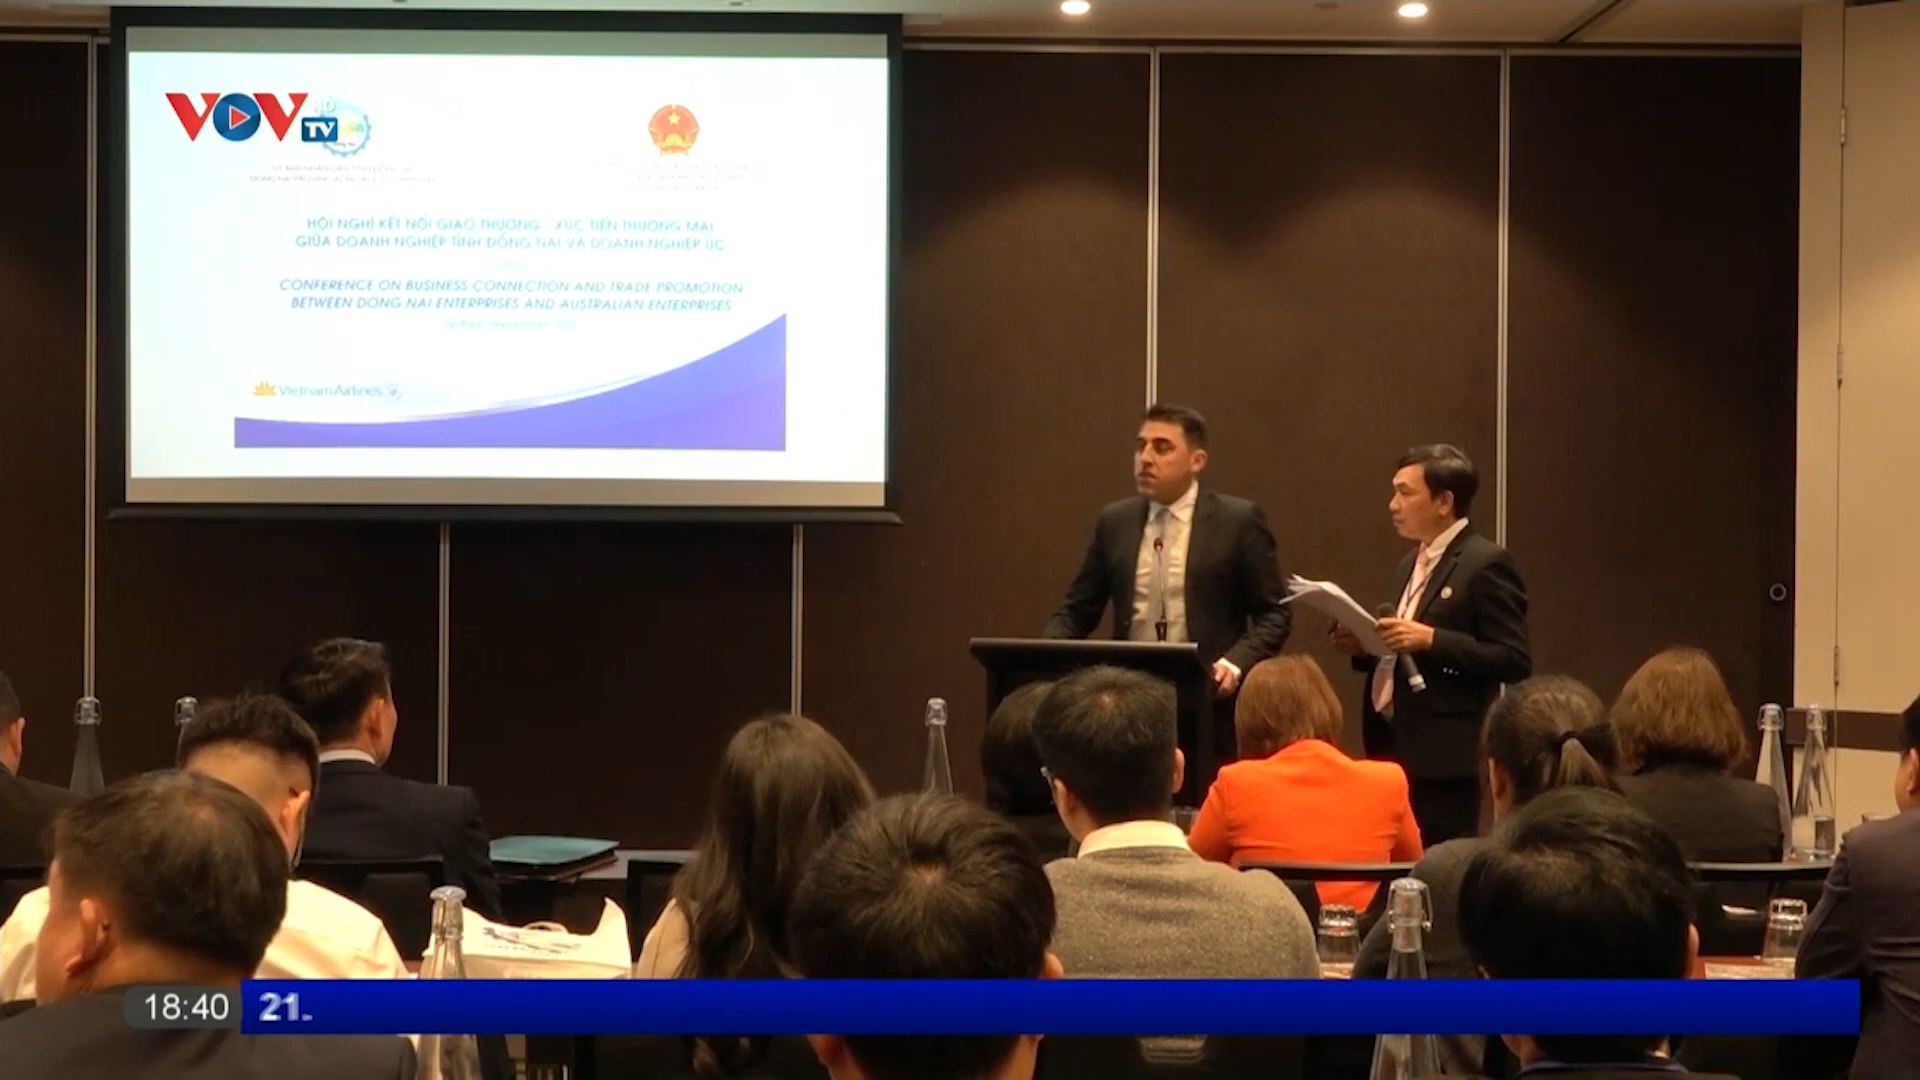 VOV
TV
HD
HỘI NGHỊ KẾT NỐI GIAO THƯƠNG - XÚC TIẾN THƯƠNG MẠI
GIỮA DOANH NGHIỆP TỈNH ĐỒNG NAI VÀ DOANH NGHIỆP ÚC
CONFERENCE ON BUSINESS CONNECTION AND TRADE PROMOTION
BETWEEN DONG NAI ENTERPRISES AND AUSTRALIAN ENTERPRISES
Vietnam Airlines
18:40
21.